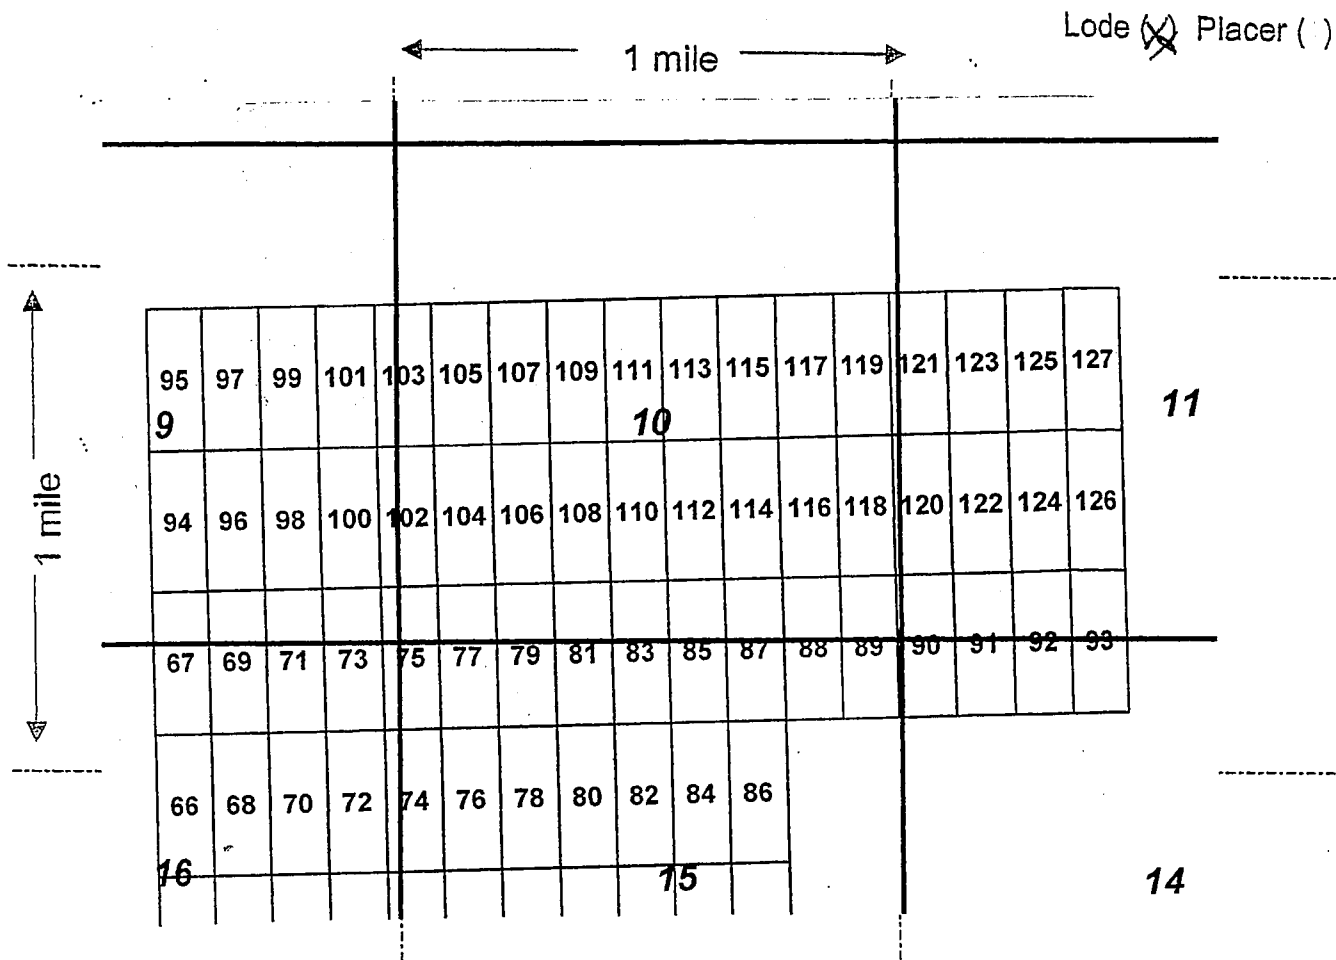 Lode (X) Placer ( )
1 mile
1 mile
95 97 99 101 103 105 107 109 111 113 115 117 119 121 123 125 127
9 10 11
94 96 98 100 102 104 106 108 110 112 114 116 118 120 122 124 126
67 69 71 73 75 77 79 81 83 85 87 88 89 90 91 92 93
66 68 70 72 74 76 78 80 82 84 86
16 15 14